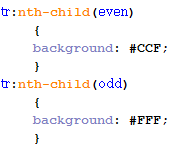 tr:nth-child(even)
{
background: #CCF;
}
tr:nth-child(odd)
{
background: #FFF;
}